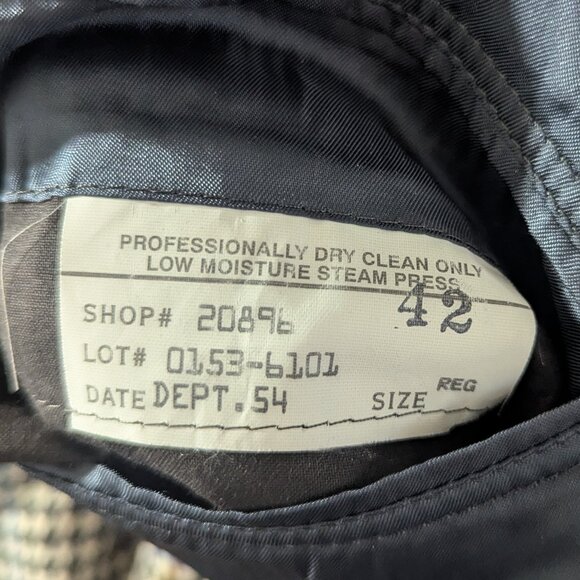 PROFESSIONALLY DRY CLEAN ONLY
LOW MOISTURE STEAM PRESS
42
SHOP# 20896
LOT# 0153-6101
REG
DATE DEPT.54 SIZE